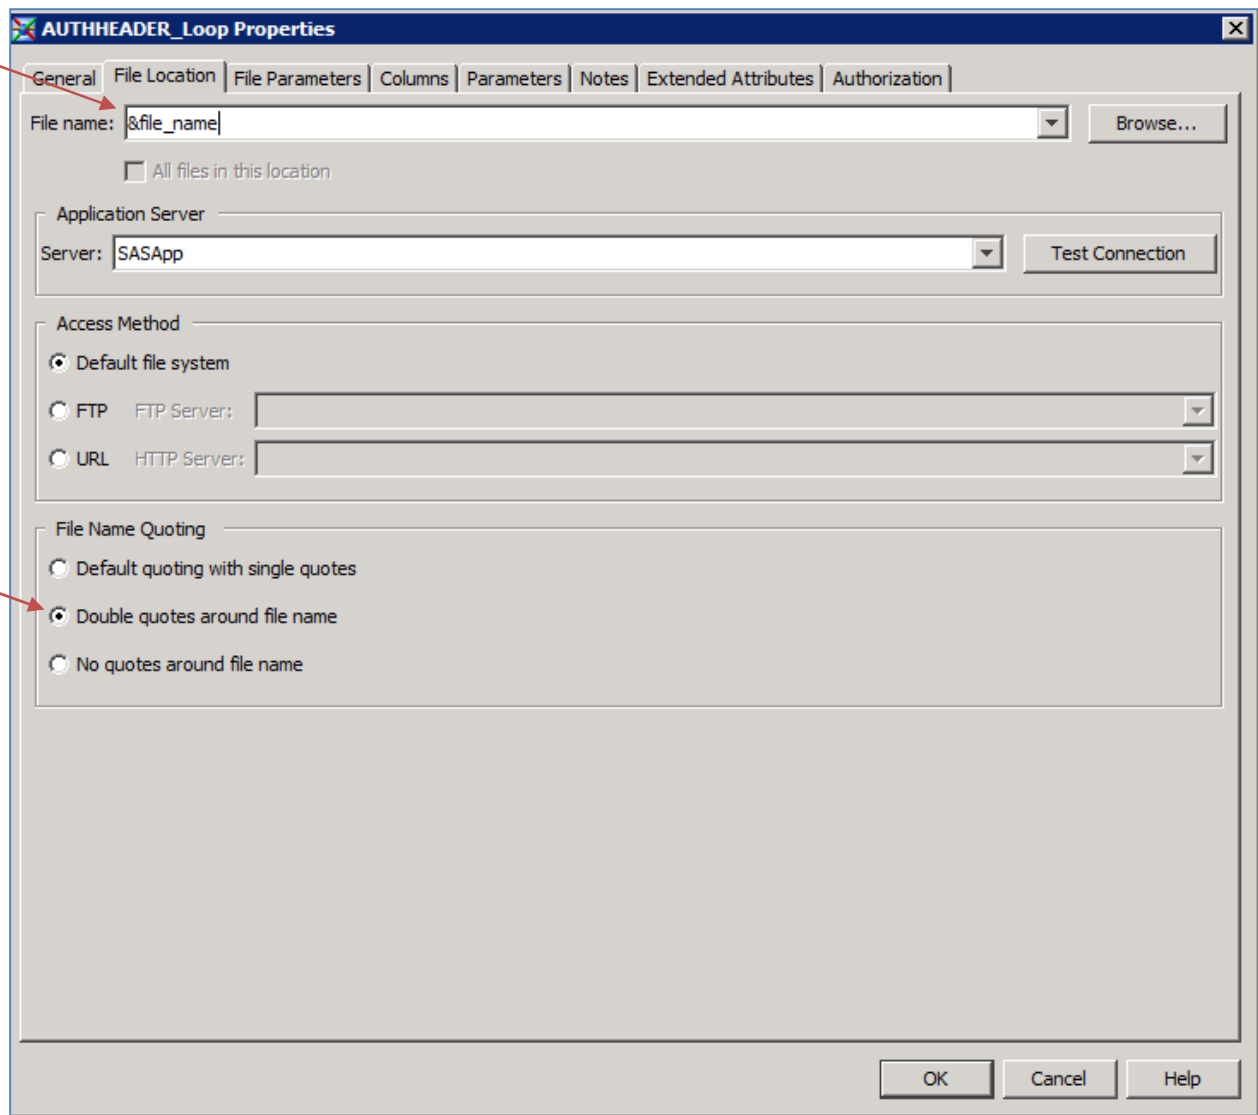 AUTHHEADER_Loop Properties
General File Location File Parameters Columns Parameters Notes Extended Attributes Authorization
File name: &file_name Browse...
All files in this location
Application Server
Server: SASApp Test Connection
Access Method
Default file system
FTP FTP Server:
URL HTTP Server:
File Name Quoting
Default quoting with single quotes
Double quotes around file name
No quotes around file name
OK Cancel Help